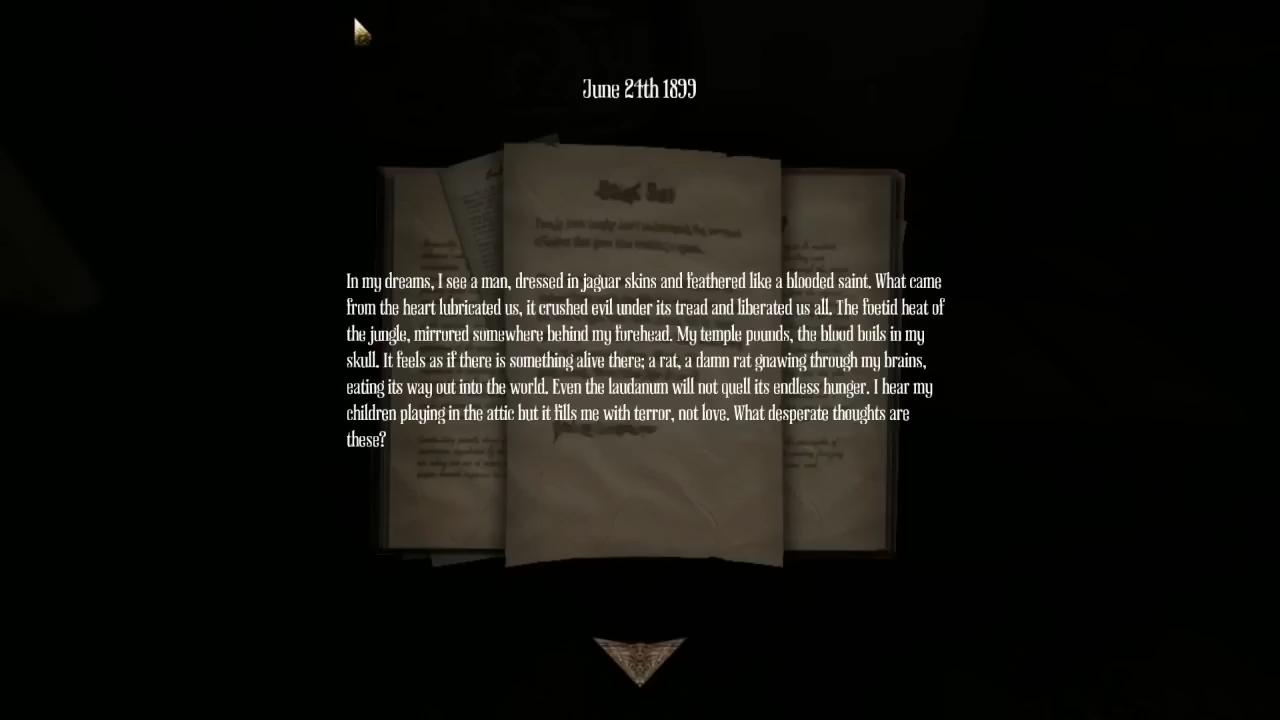 June 24th 1899
In my dreams, I see a man, dressed in jaguar skins and feathered like a blooded saint. What came
from the heart lubricated us, it crushed evil under its tread and liberated us all. The foetid heat of
the jungle, mirrored somewhere behind my forehead. My temple pounds, the blood boils in my
skull. It feels as if there is something alive there; a rat, a damn rat gnawing through my brains,
eating its way out into the world. Even the laudanum will not quell its endless hunger. I hear my
children playing in the attic but it fills me with terror, not love. What desperate thoughts are
these?